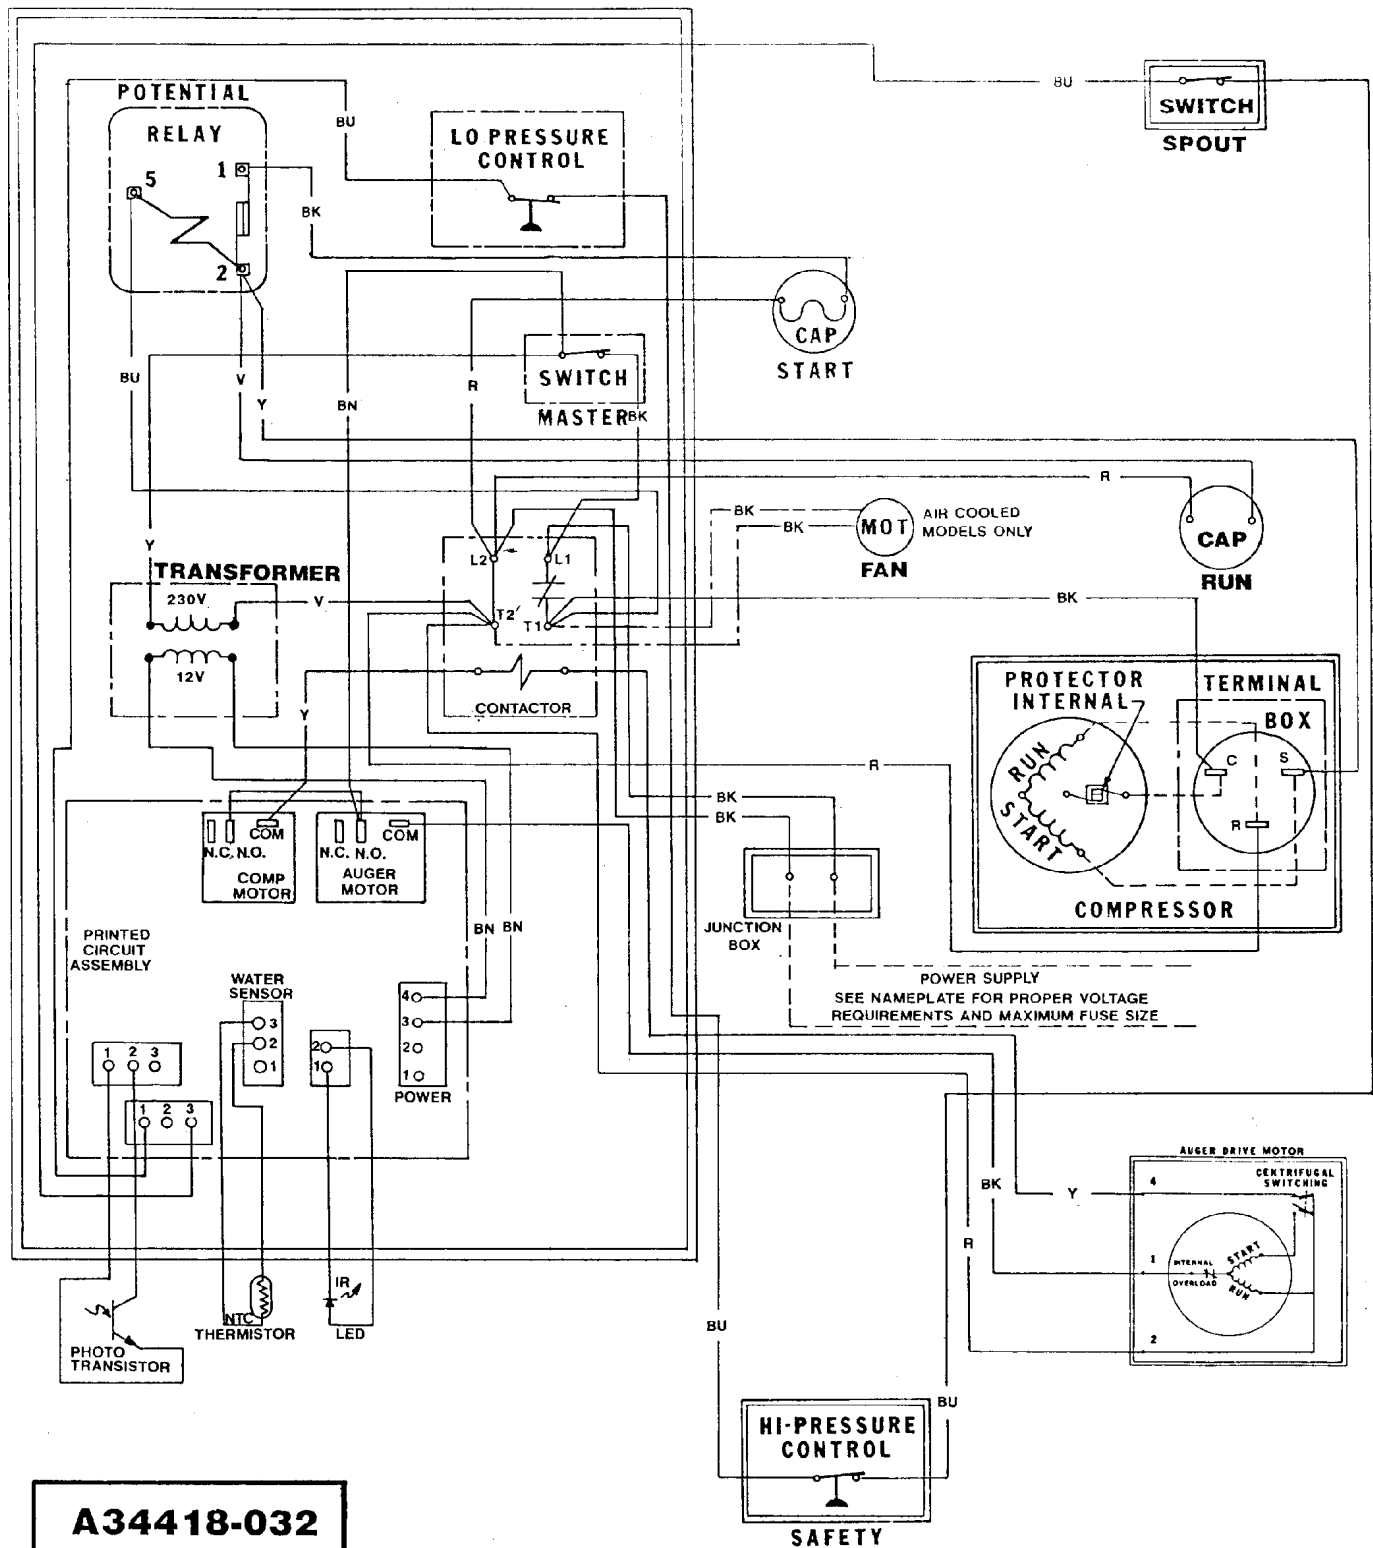 BU
SWITCH
SPOUT
POTENTIAL
RELAY
5
1
2
BK
BU
LO PRESSURE
CONTROL
CAP
START
SWITCH
MASTER
BK
BU
V
Y
BN
R
R
CAP
RUN
BK
BK
MOT
FAN
AIR COOLED
MODELS ONLY
Y
TRANSFORMER
230V
12V
V
L2
L1
T2
T1
CONTACTOR
Y
BK
PROTECTOR
INTERNAL
TERMINAL
BOX
RUN
START
C
S
R
COMPRESSOR
R
BK
BK
JUNCTION
BOX
N.C.
N.O.
COM
COMP
MOTOR
N.C.
N.O.
COM
AUGER
MOTOR
PRINTED
CIRCUIT
ASSEMBLY
BN
BN
WATER
SENSOR
3
2
1
2
1
4
3
2
1
POWER
1 2 3
1 2 3
POWER SUPPLY
SEE NAMEPLATE FOR PROPER VOLTAGE
REQUIREMENTS AND MAXIMUM FUSE SIZE
AUGER DRIVE MOTOR
CENTRIFUGAL
SWITCHING
4
1
2
INTERNAL
OVERLOAD
START
RUN
BK
Y
R
PHOTO
TRANSISTOR
NTC
THERMISTOR
IR
LED
BU
BU
HI-PRESSURE
CONTROL
SAFETY
A34418-032